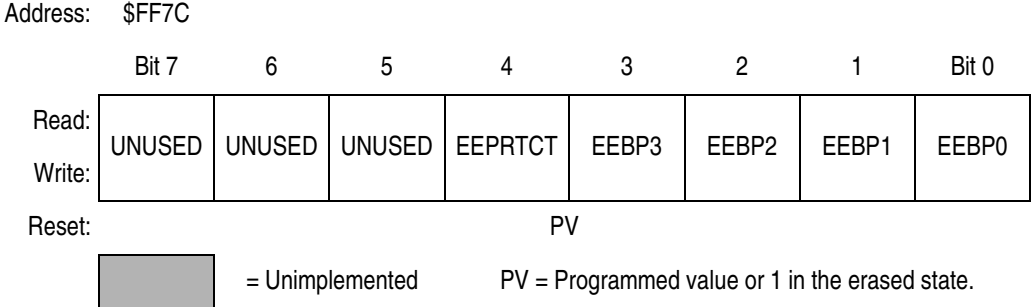 Address: $FF7C
Bit 7 6 5 4 3 2 1 Bit 0
Read:
UNUSED UNUSED UNUSED EEPRTCT EEBP3 EEBP2 EEBP1 EEBP0
Write:
Reset: PV
= Unimplemented PV = Programmed value or 1 in the erased state.